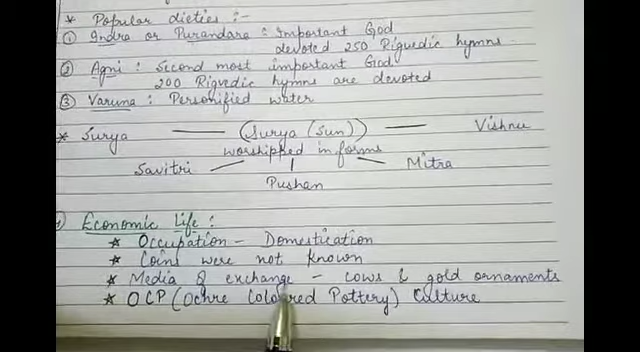 * Popular dieties :-
① Indra or Purandara : Important God
devoted 250 Rigvedic hymns.
② Agni : Second most important God.
200 Rigvedic hymns are devoted
③ Varuna : Personified water
* Surya — (Surya (Sun)) — Vishnu
worshipped in forms
Savitri Mitra
Pushan
Economic Life :
* Occupation - Domestication
* Coins were not known
* Media of exchange - cows & gold ornaments
* OCP (Ochre Coloured Pottery) Culture